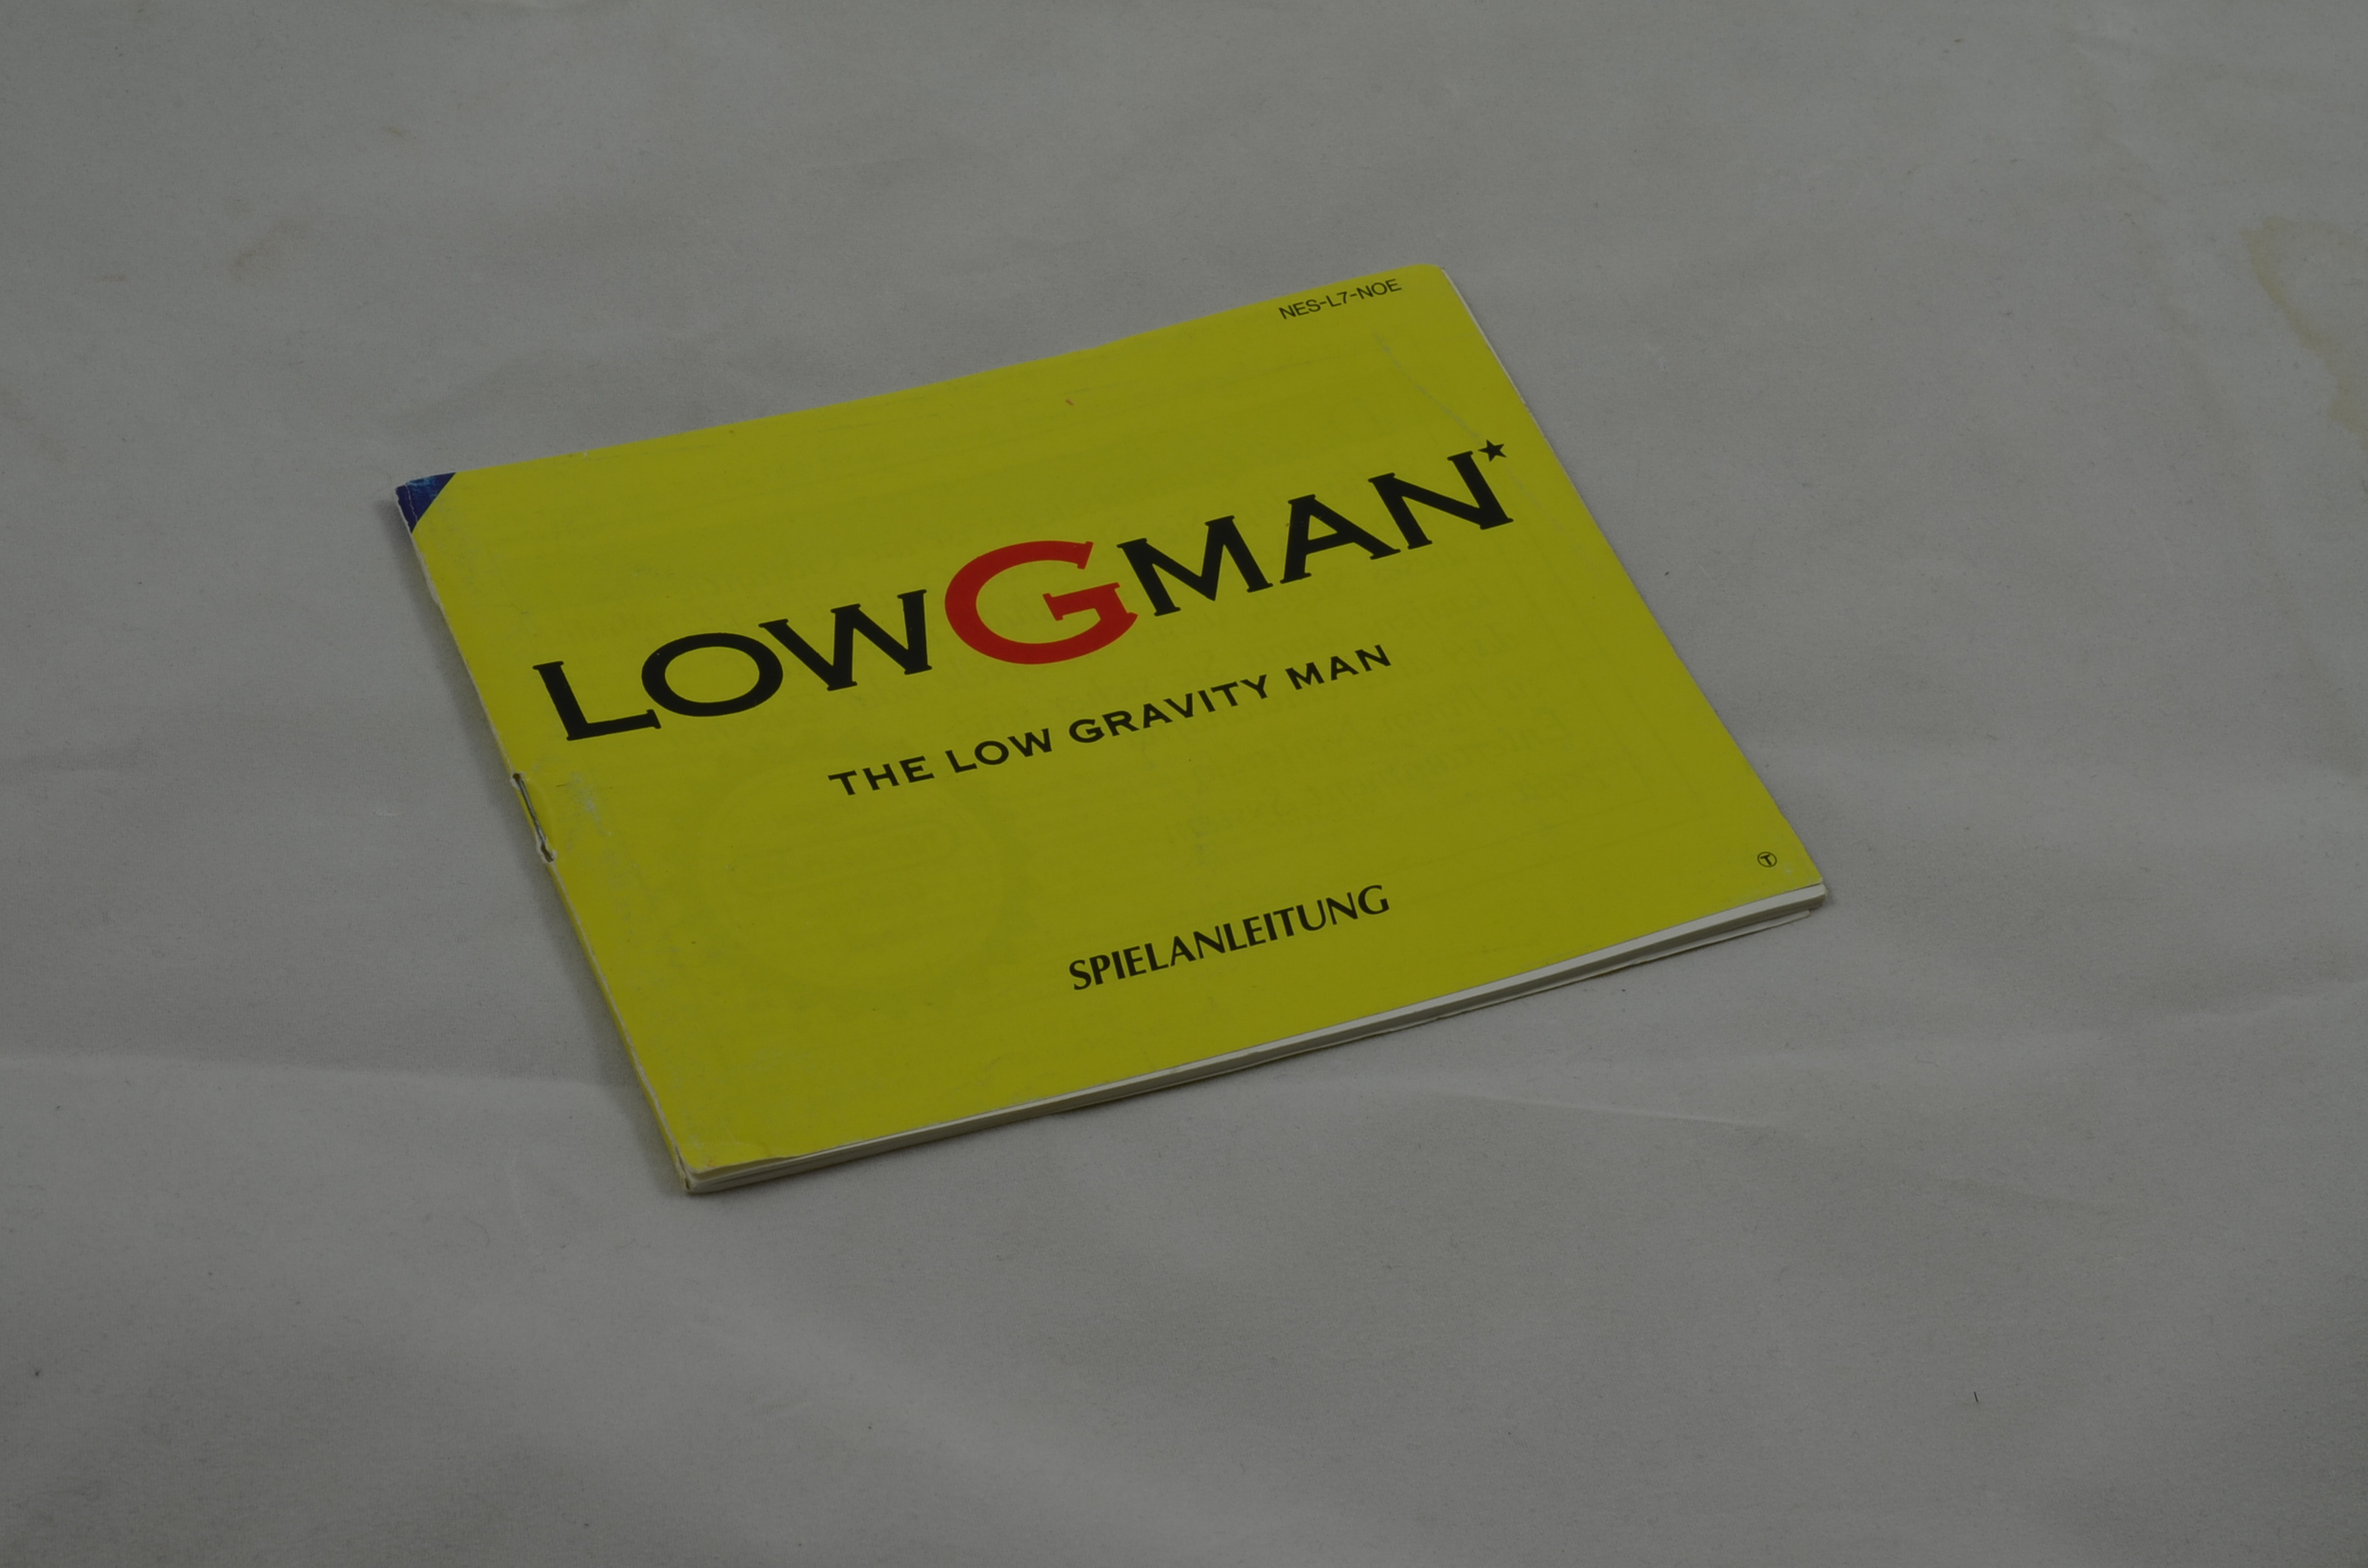 NES-L7-NOE
LOWGMAN★
THE LOW GRAVITY MAN
SPIELANLEITUNG
T